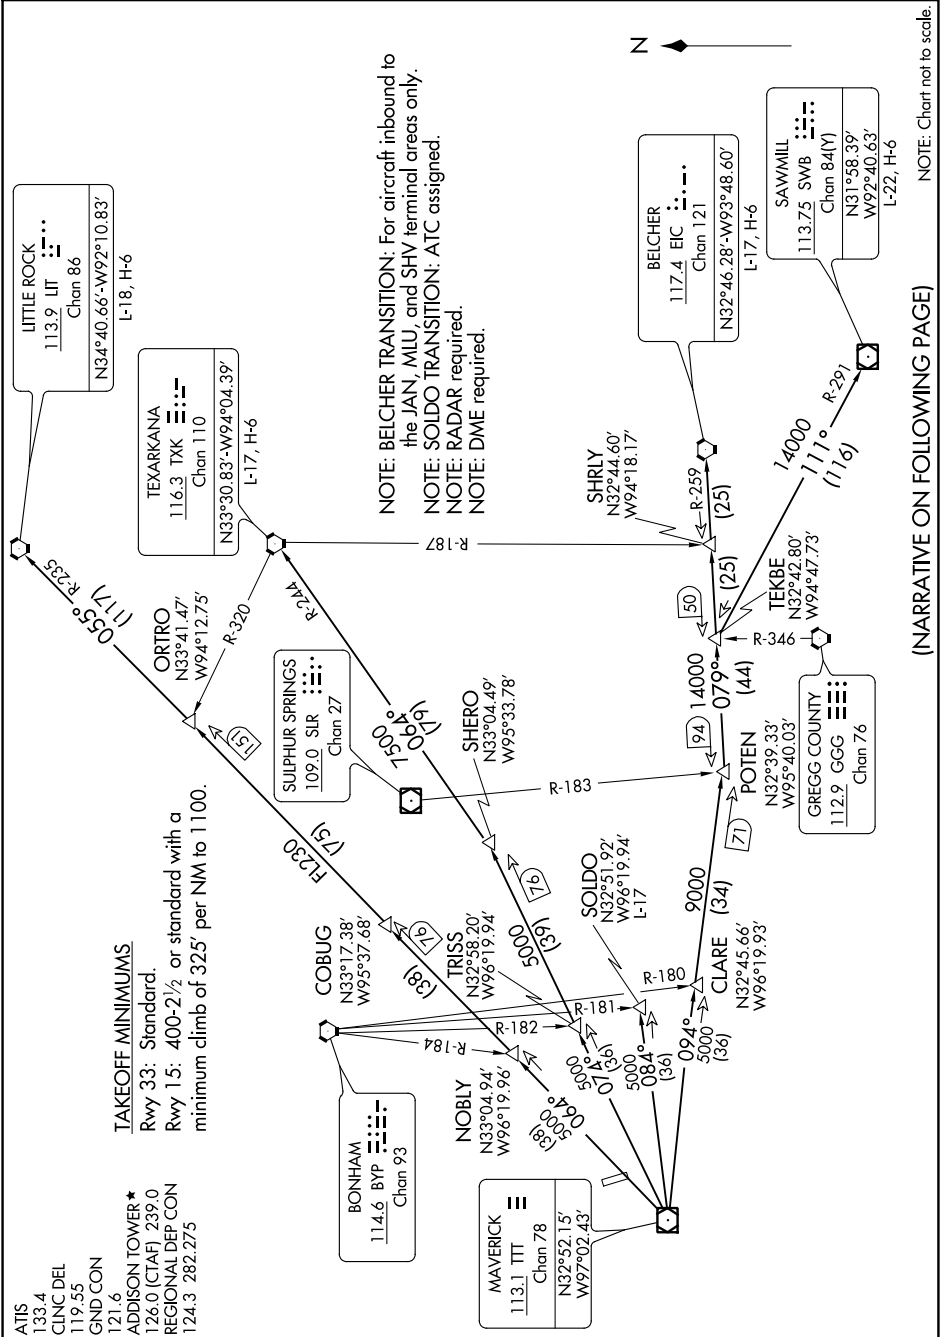 ATIS
133.4
CLNC DEL
119.55
GND CON
121.6
ADDISON TOWER★
126.0 (CTAF) 239.0
REGIONAL DEP CON
124.3 282.275
TAKEOFF MINIMUMS
Rwy 33: Standard.
Rwy 15: 400-2½ or standard with a
minimum climb of 325' per NM to 1100.
LITTLE ROCK
113.9 LIT
Chan 86
N34°40.66'-W92°10.83'
L-18, H-6
TEXARKANA
116.3 TXK
Chan 110
N33°30.83'-W94°04.39'
L-17, H-6
R-235
055°
(117)
ORTRO
N33°41.47'
W94°12.75'
R-320
R-244
R-187
151
FL230
(75)
SULPHUR SPRINGS
109.0 SLR
Chan 27
7500
064°
(79)
SHERO
N33°04.49'
W95°33.78'
R-183
COBUG
N33°17.38'
W95°37.68'
76
(38)
TRISS
N32°58.20'
W96°19.94'
5000
(39)
76
SOLDO
N32°51.92'
W96°19.94'
L-17
BONHAM
114.6 BYP
Chan 93
R-184
R-182
R-181
R-180
NOBLY
N33°04.94'
W96°19.96'
064°
5000
(38)
5000
074°
(36)
5000
084°
(36)
094°
5000
(36)
MAVERICK
113.1 TTT
Chan 78
N32°52.15'
W97°02.43'
CLARE
N32°45.66'
W96°19.93'
9000
(34)
71
94
POTEN
N32°39.33'
W95°40.03'
14000
079°
(44)
50
GREGG COUNTY
112.9 GGG
Chan 76
R-346
TEKBE
N32°42.80'
W94°47.73'
(25)
SHRLY
N32°44.60'
W94°18.17'
R-259
(25)
BELCHER
117.4 EIC
Chan 121
N32°46.28'-W93°48.60'
L-17, H-6
14000
111°
(116)
R-291
SAWMILL
113.75 SWB
Chan 84(Y)
N31°58.39'
W92°40.63'
L-22, H-6
N
NOTE: BELCHER TRANSITION: For aircraft inbound to
the JAN, MLU, and SHV terminal areas only.
NOTE: SOLDO TRANSITION: ATC assigned.
NOTE: RADAR required.
NOTE: DME required.
(NARRATIVE ON FOLLOWING PAGE)
NOTE: Chart not to scale.